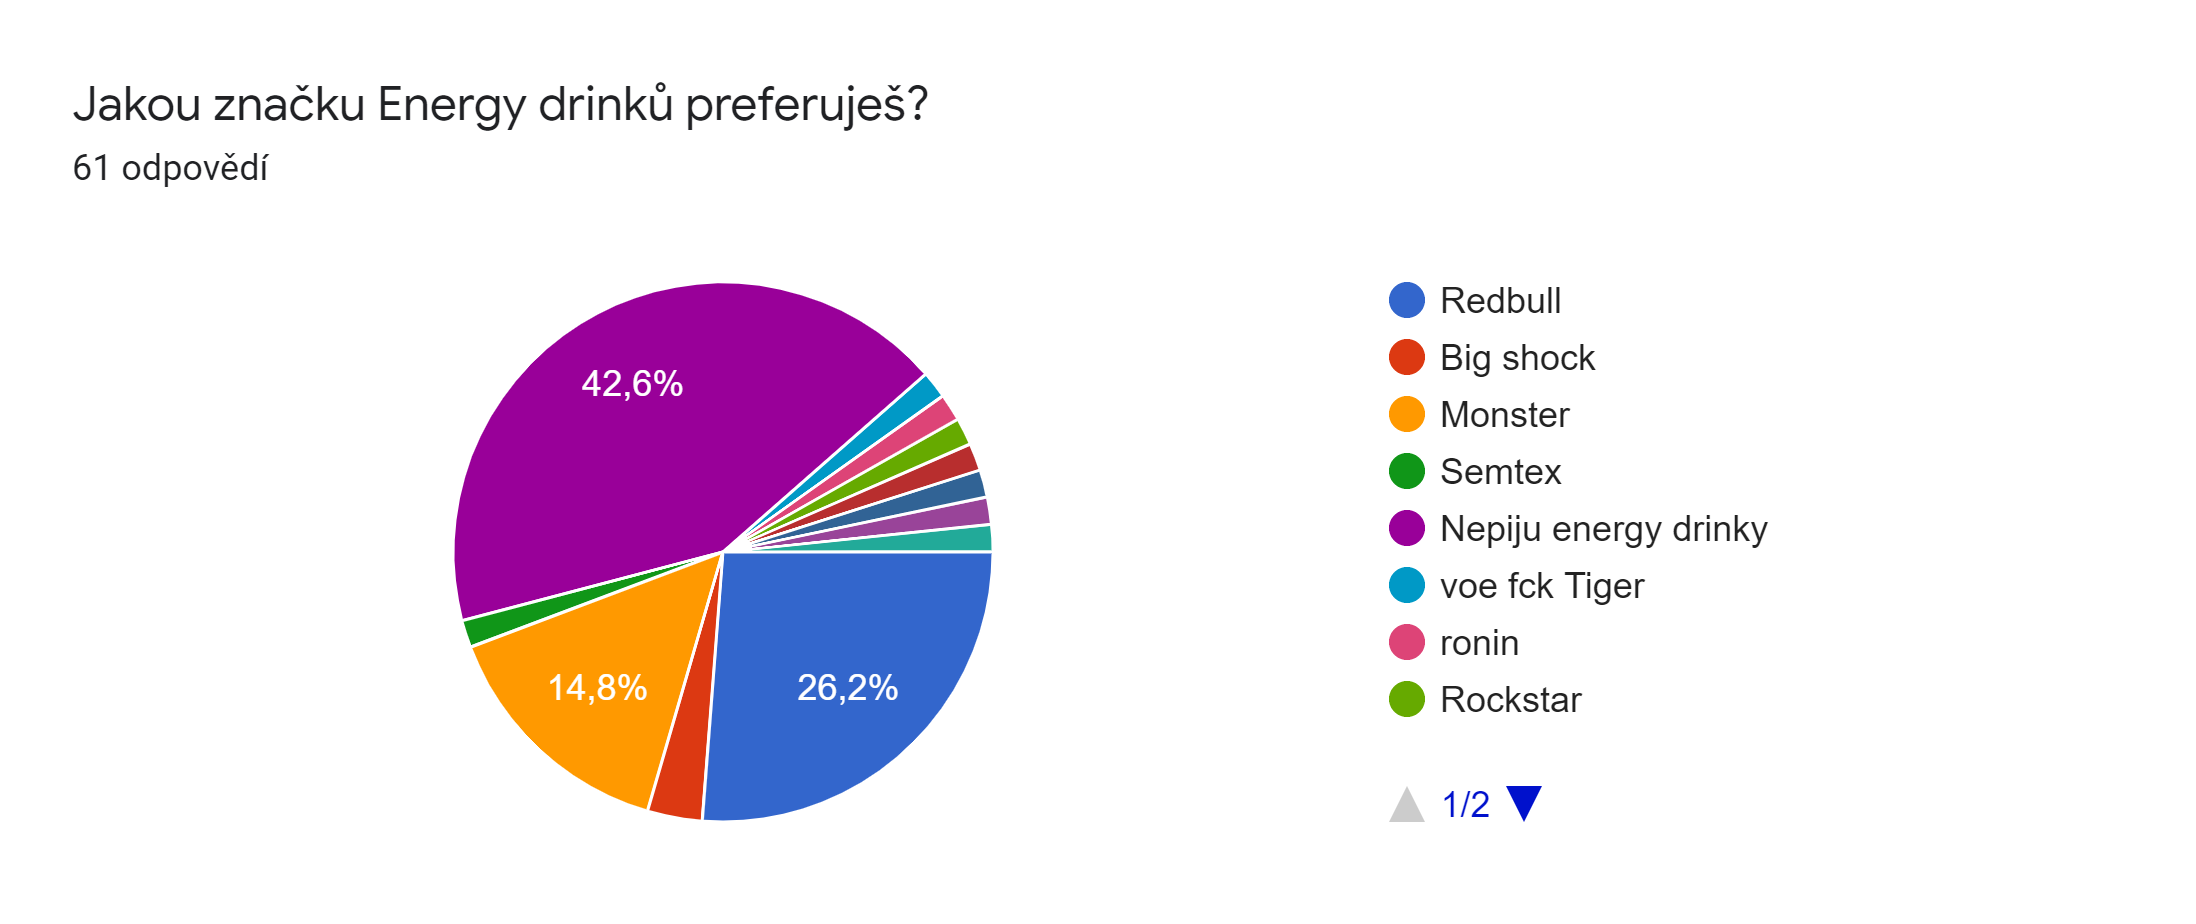 Jakou značku Energy drinků preferuješ?
61 odpovědí
42,6%
14,8%
26,2%
Redbull
Big shock
Monster
Semtex
Nepiju energy drinky
voe fck Tiger
ronin
Rockstar
1/2